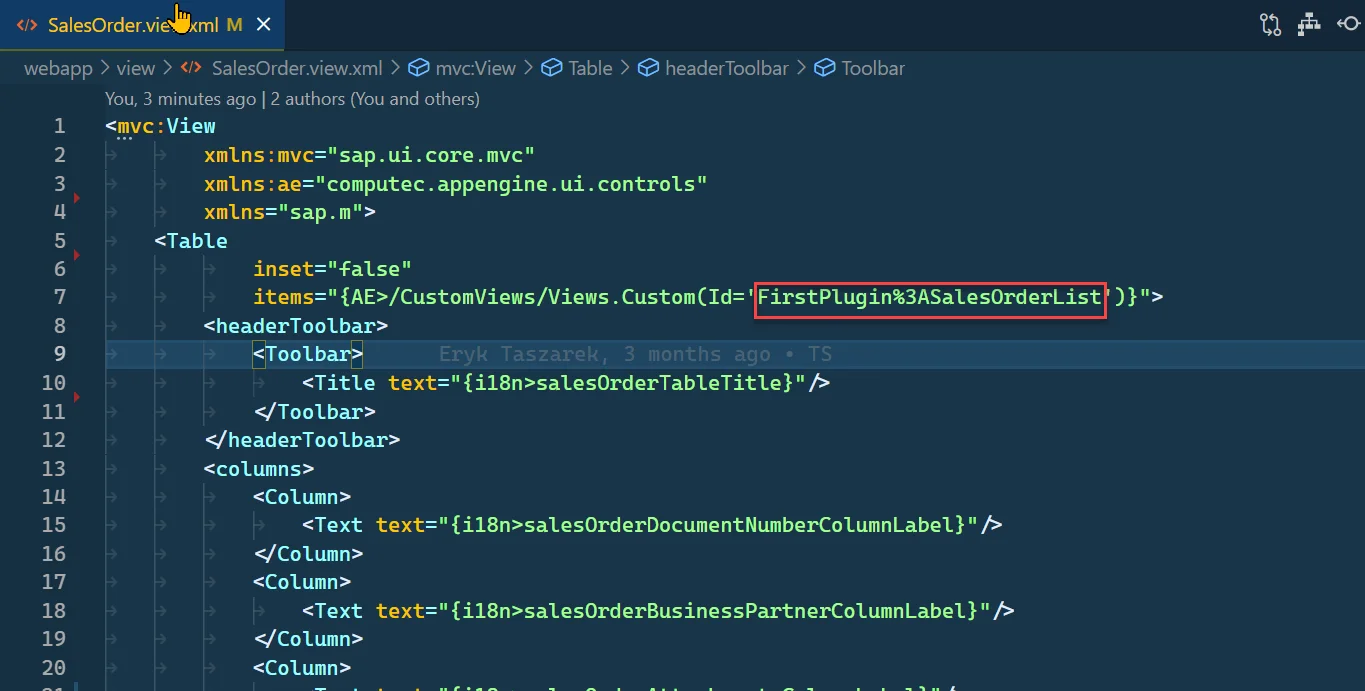 SalesOrder.view.xml M
webapp > view > SalesOrder.view.xml > mvc:View > Table > headerToolbar > Toolbar
You, 3 minutes ago | 2 authors (You and others)
1 <mvc:View
2 xmlns:mvc="sap.ui.core.mvc"
3 xmlns:ae="computec.appengine.ui.controls"
4 xmlns="sap.m">
5 <Table
6 inset="false"
7 items="{AE>/CustomViews/Views.Custom(Id='FirstPlugin%3ASalesOrderList')}">
8 <headerToolbar>
9 <Toolbar> Eryk Taszarek, 3 months ago • TS
10 <Title text="{i18n>salesOrderTableTitle}"/>
11 </Toolbar>
12 </headerToolbar>
13 <columns>
14 <Column>
15 <Text text="{i18n>salesOrderDocumentNumberColumnLabel}"/>
16 </Column>
17 <Column>
18 <Text text="{i18n>salesOrderBusinessPartnerColumnLabel}"/>
19 </Column>
20 <Column>